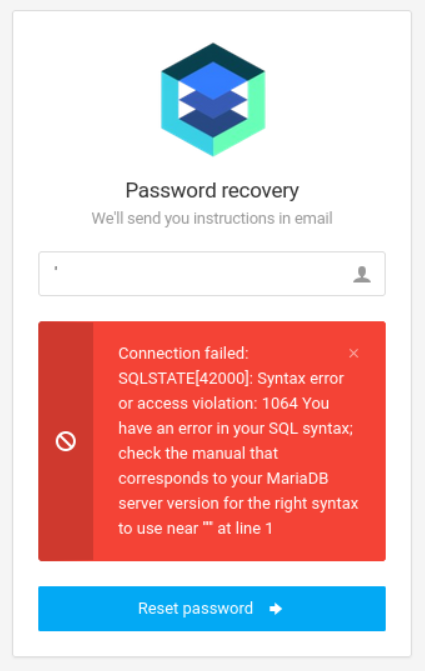 Password recovery
We'll send you instructions in email
'
Connection failed:
SQLSTATE[42000]: Syntax error
or access violation: 1064 You
have an error in your SQL syntax;
check the manual that
corresponds to your MariaDB
server version for the right syntax
to use near ''' at line 1
Reset password